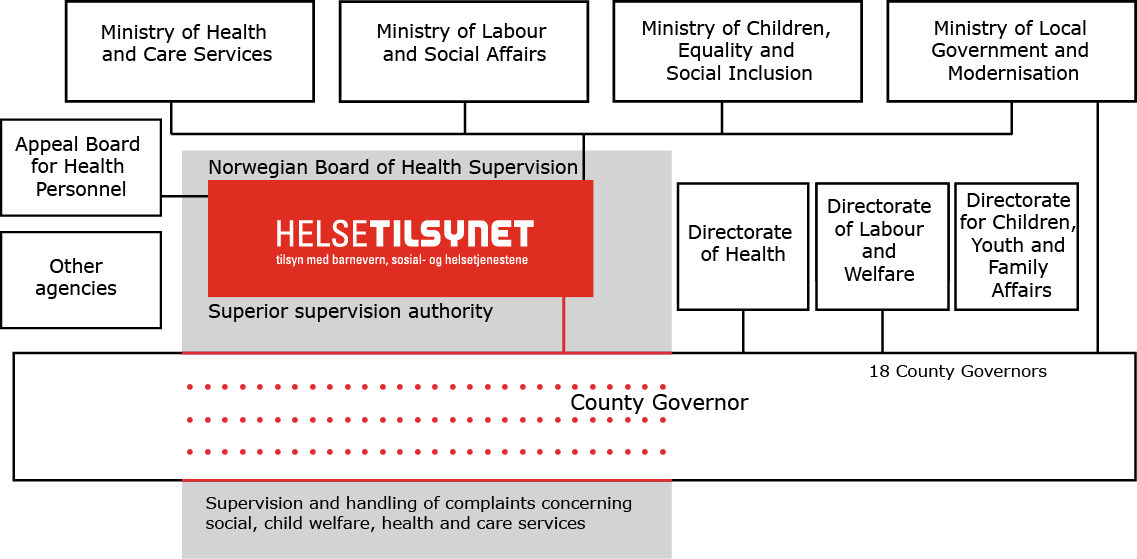 Ministry of Health
and Care Services
Ministry of Labour
and Social Affairs
Ministry of Children,
Equality and
Social Inclusion
Ministry of Local
Government and
Modernisation
Appeal Board
for Health
Personnel
Other
agencies
Norwegian Board of Health Supervision
HELSETILSYNET
tilsyn med barnevern, sosial- og helsetjenestene
Superior supervision authority
Directorate
of Health
Directorate
of Labour
and
Welfare
Directorate
for Children,
Youth and
Family
Affairs
18 County Governors
County Governor
Supervision and handling of complaints concerning
social, child welfare, health and care services